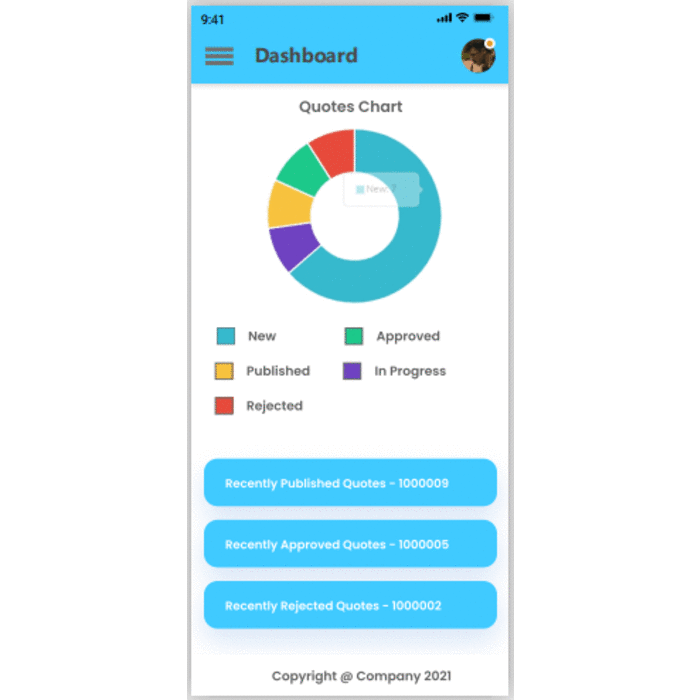 9:41
Dashboard
Quotes Chart
New: 7
New
Approved
Published
In Progress
Rejected
Recently Published Quotes - 1000009
Recently Approved Quotes - 1000005
Recently Rejected Quotes - 1000002
Copyright @ Company 2021